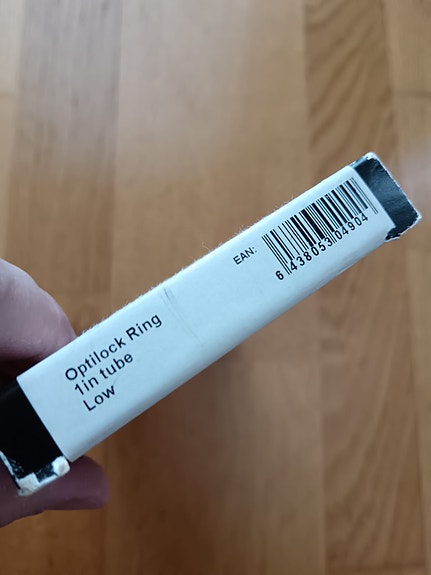 Optilock Ring
1in tube
Low
EAN:
6 438053 04904